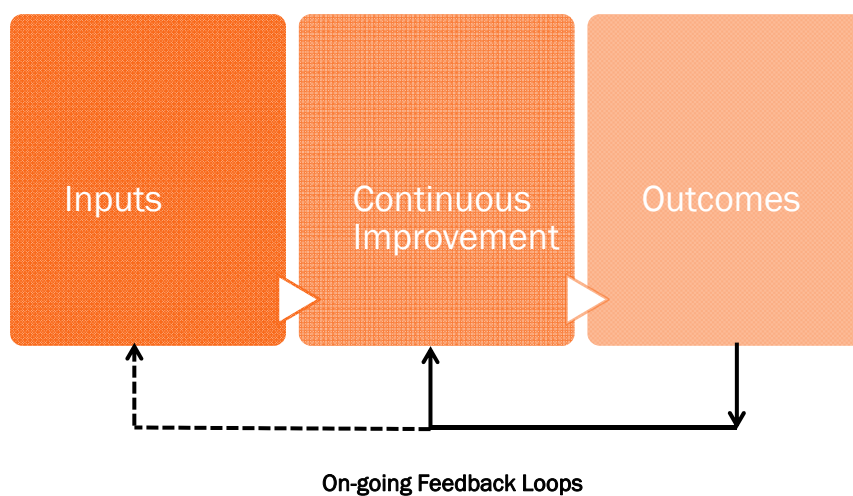 Inputs
Continuous
Improvement
Outcomes
On-going Feedback Loops